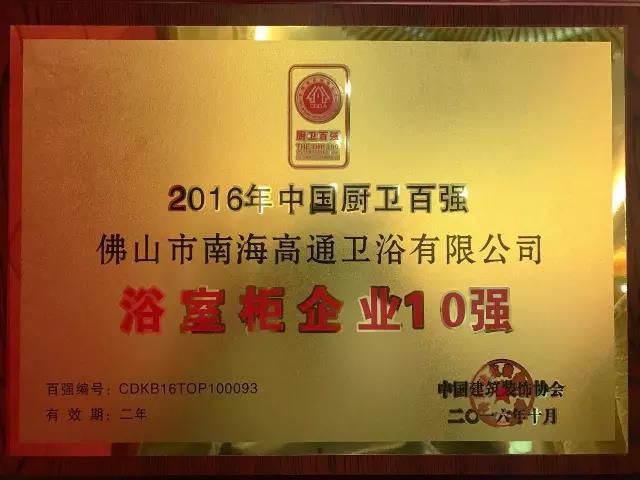 厨卫百强
THE TOP 100
2016年中国厨卫百强
佛山市南海高通卫浴有限公司
浴室柜企业10强
百强编号：CDKB16TOP100093
有效期：二年
中国建筑装饰协会
二〇一六年十月